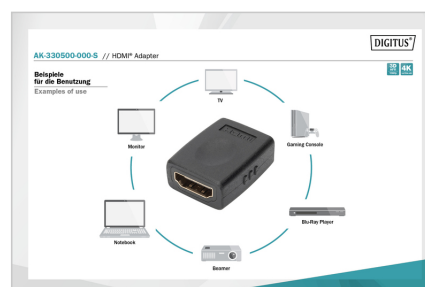 DIGITUS®
AK-330500-000-S // HDMI® Adapter
Beispiele
für die Benutzung
Examples of use
3D
4K
TV
Monitor
Gaming Console
Notebook
Blu-Ray Player
Beamer